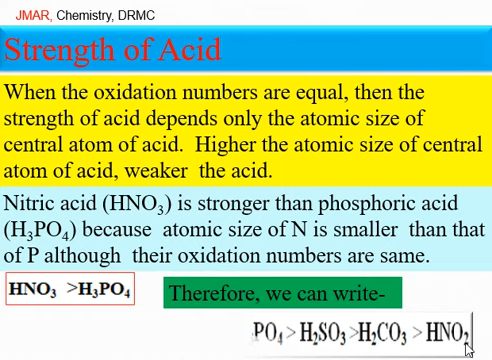 JMAR, Chemistry, DRMC
Strength of Acid
When the oxidation numbers are equal, then the
strength of acid depends only the atomic size of
central atom of acid.  Higher the atomic size of central
atom of acid, weaker the acid.
Nitric acid (HNO₃) is stronger than phosphoric acid
(H₃PO₄) because atomic size of N is smaller than that
of P although their oxidation numbers are same.
HNO₃ >H₃PO₄
Therefore, we can write-
PO₄ > H₂SO₃ >H₂CO₃ > HNO₂